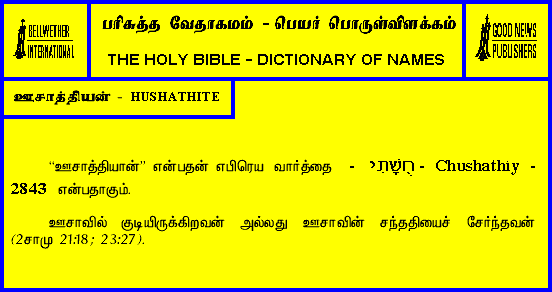 BELLWETHER
INTERNATIONAL
பரிசுத்த வேதாகமம் - பெயர் பொருள்விளக்கம்
THE HOLY BIBLE - DICTIONARY OF NAMES
GOOD NEWS
PUBLISHERS
ஊசாத்தியன் - HUSHATHITE
“ஊசாத்தியான்” என்பதன் எபிரெய வார்த்தை - חֻשָׁתִי - Chushathiy -
2843 என்பதாகும்.
ஊசாவில் குடியிருக்கிறவன் அல்லது ஊசாவின் சந்ததியைச் சேர்ந்தவன்
(2சாமு 21:18; 23:27).